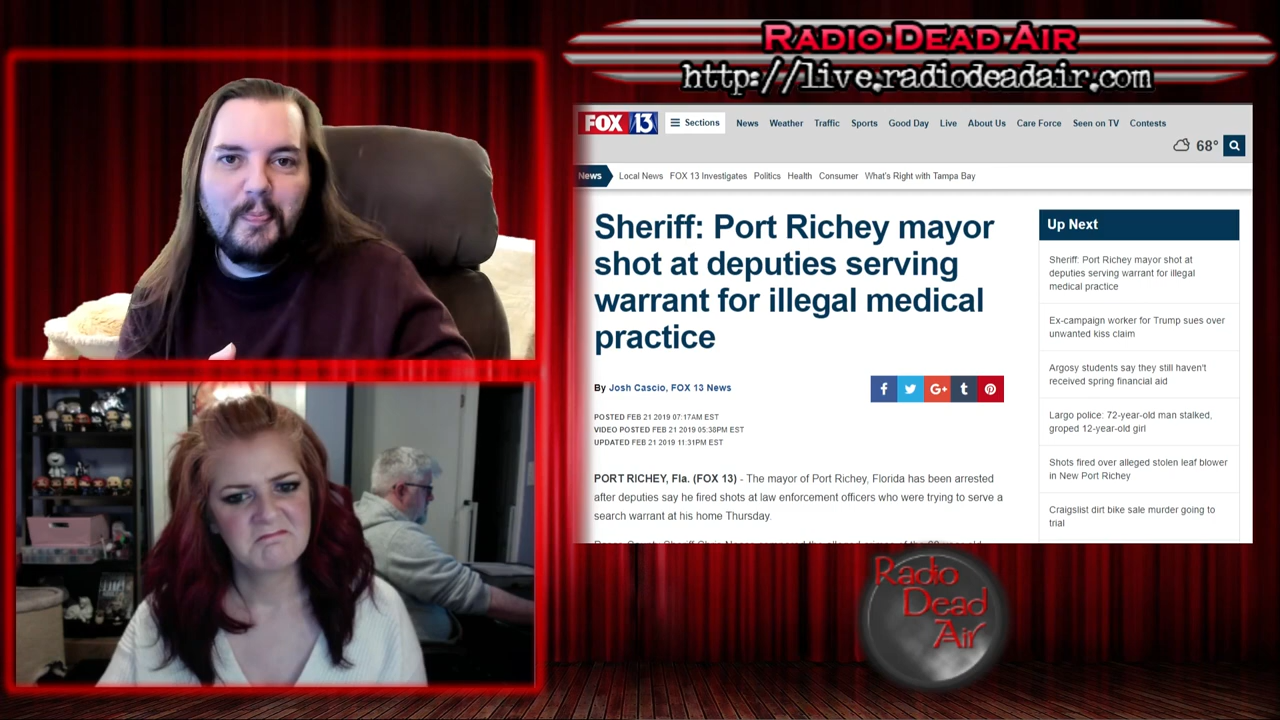 RADIO DEAD AIR
http://live.radiodeadair.com
FOX 13
Sections
News
Weather
Traffic
Sports
Good Day
Live
About Us
Care Force
Seen on TV
Contests
68°
News
Local News
FOX 13 Investigates
Politics
Health
Consumer
What's Right with Tampa Bay
Sheriff: Port Richey mayor
shot at deputies serving
warrant for illegal medical
practice
By Josh Cascio, FOX 13 News
POSTED FEB 21 2019 07:17AM EST
VIDEO POSTED FEB 21 2019 05:38PM EST
UPDATED FEB 21 2019 11:31PM EST
PORT RICHEY, Fla. (FOX 13) - The mayor of Port Richey, Florida has been arrested
after deputies say he fired shots at law enforcement officers who were trying to serve a
search warrant at his home Thursday.
Up Next
Sheriff: Port Richey mayor shot at
deputies serving warrant for illegal
medical practice
Ex-campaign worker for Trump sues over
unwanted kiss claim
Argosy students say they still haven't
received spring financial aid
Largo police: 72-year-old man stalked,
groped 12-year-old girl
Shots fired over alleged stolen leaf blower
in New Port Richey
Craigslist dirt bike sale murder going to
trial
Radio
Dead
Air